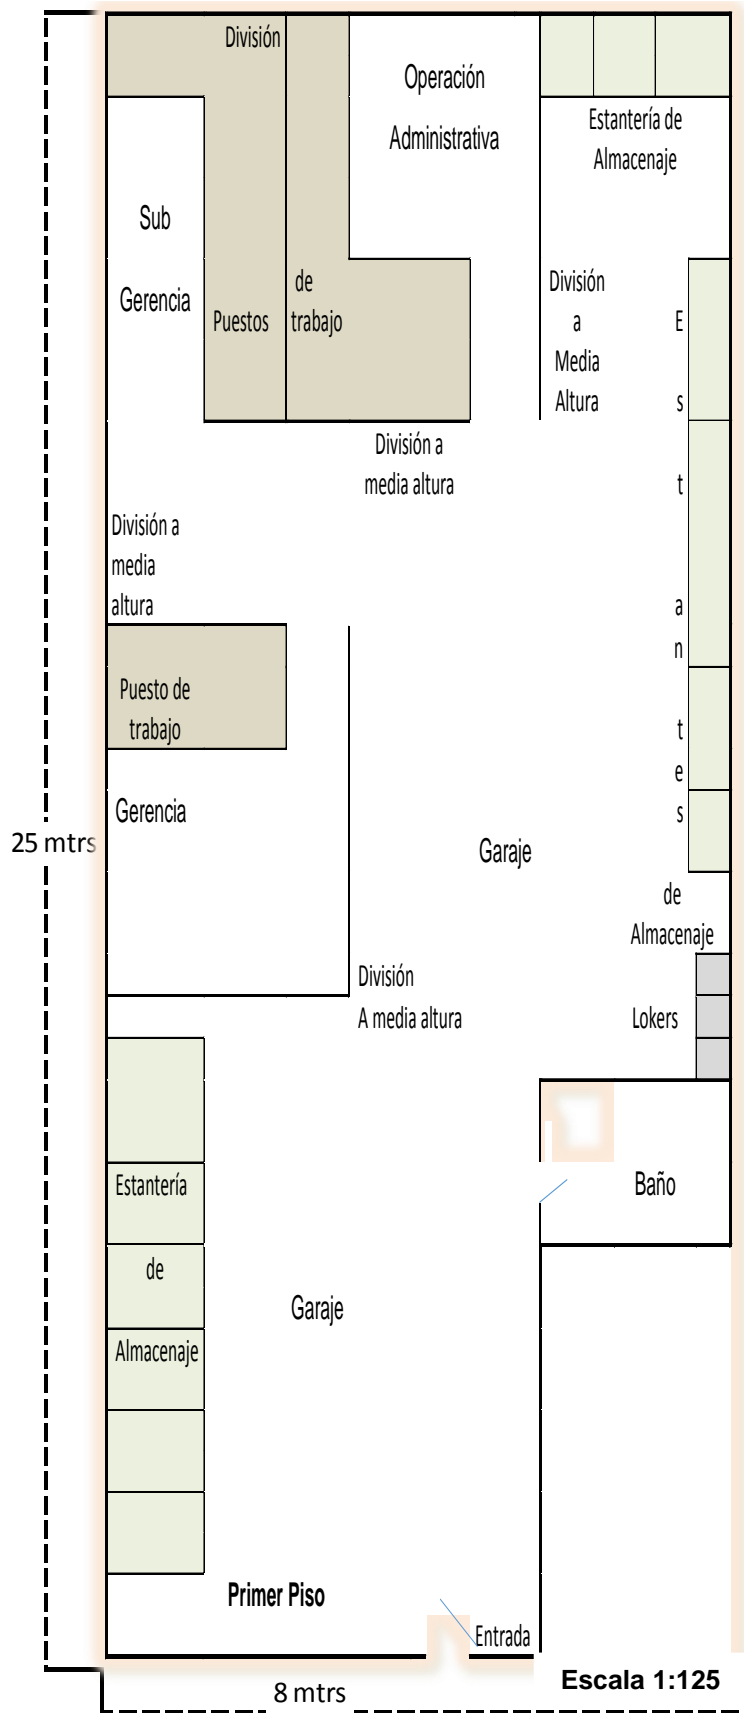 División
Operación
Administrativa
Estantería de
Almacenaje
Sub
Gerencia
Puestos
de
trabajo
División
a
Media
Altura
E
s
t
a
n
t
e
s
de
Almacenaje
División a
media altura
División a
media
altura
Puesto de
trabajo
Gerencia
25 mtrs
Garaje
División
A media altura
Lokers
Baño
Estantería
de
Almacenaje
Garaje
Primer Piso
Entrada
Escala 1:125
8 mtrs